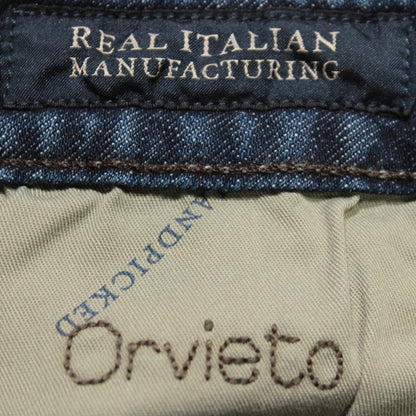 REAL ITALIAN
MANUFACTURING
ANDPICKED
Orvieto